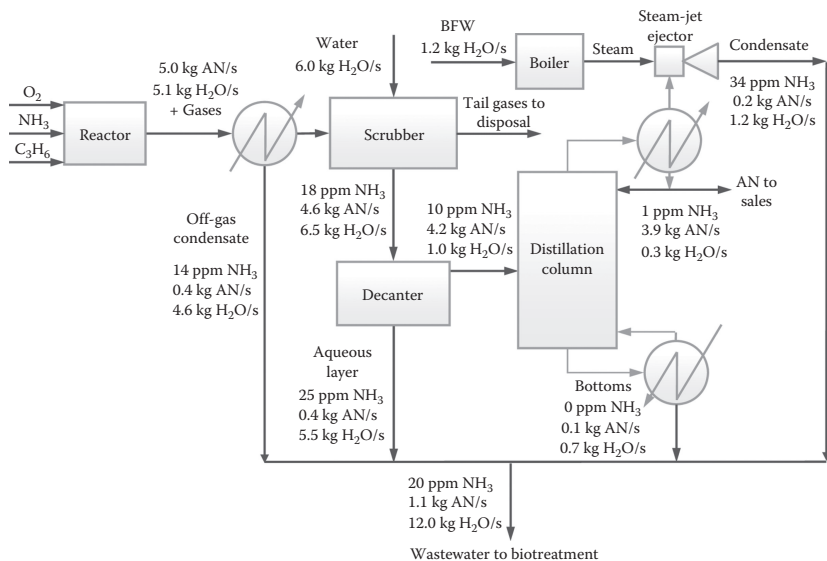 O₂
NH₃
C₃H₆
Reactor
5.0 kg AN/s
5.1 kg H₂O/s
+ Gases
Water
6.0 kg H₂O/s
Scrubber
Tail gases to
disposal
BFW
1.2 kg H₂O/s
Boiler
Steam
Steam-jet
ejector
Condensate
34 ppm NH₃
0.2 kg AN/s
1.2 kg H₂O/s
Off-gas
condensate
14 ppm NH₃
0.4 kg AN/s
4.6 kg H₂O/s
18 ppm NH₃
4.6 kg AN/s
6.5 kg H₂O/s
Decanter
10 ppm NH₃
4.2 kg AN/s
1.0 kg H₂O/s
Distillation
column
AN to
sales
1 ppm NH₃
3.9 kg AN/s
0.3 kg H₂O/s
Aqueous
layer
25 ppm NH₃
0.4 kg AN/s
5.5 kg H₂O/s
Bottoms
0 ppm NH₃
0.1 kg AN/s
0.7 kg H₂O/s
20 ppm NH₃
1.1 kg AN/s
12.0 kg H₂O/s
Wastewater to biotreatment